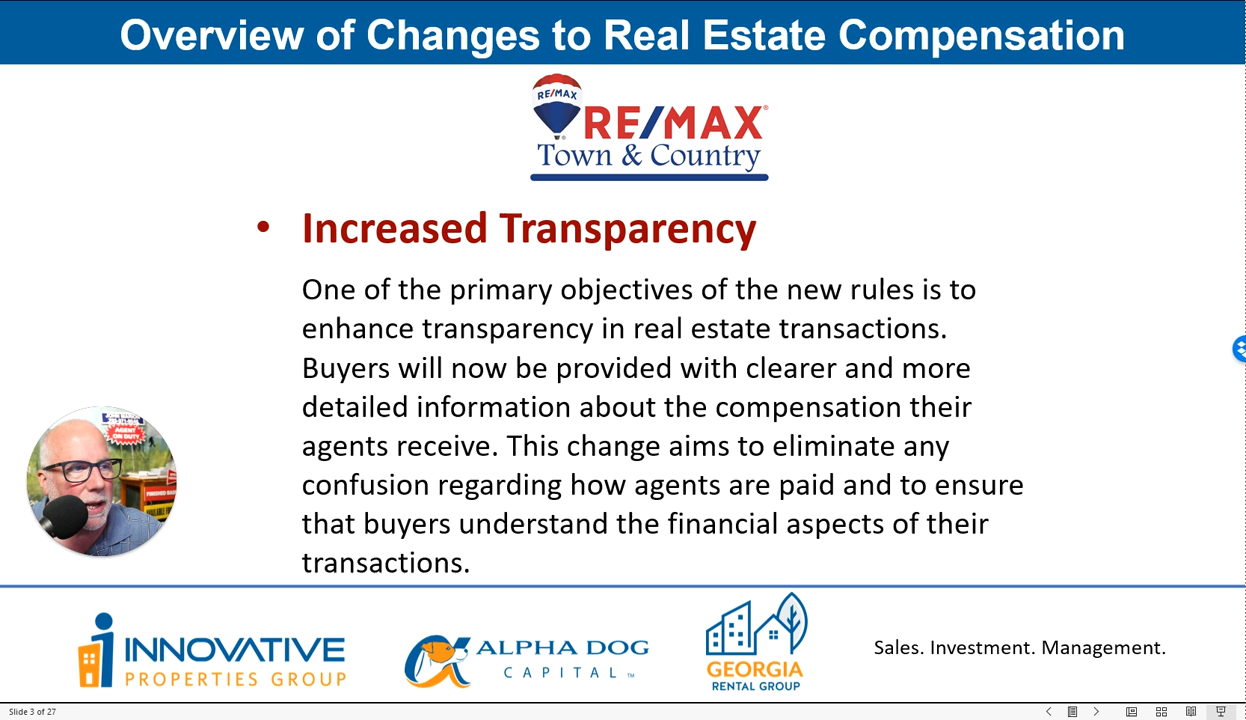 Overview of Changes to Real Estate Compensation
RE/MAX
RE/MAX®
Town & Country
• Increased Transparency
One of the primary objectives of the new rules is to
enhance transparency in real estate transactions.
Buyers will now be provided with clearer and more
detailed information about the compensation their
agents receive. This change aims to eliminate any
confusion regarding how agents are paid and to ensure
that buyers understand the financial aspects of their
transactions.
AGENT
ON DUTY
INNOVATIVE
PROPERTIES GROUP
ALPHA DOG
CAPITAL™
GEORGIA
RENTAL GROUP
Sales. Investment. Management.
Slide 3 of 27